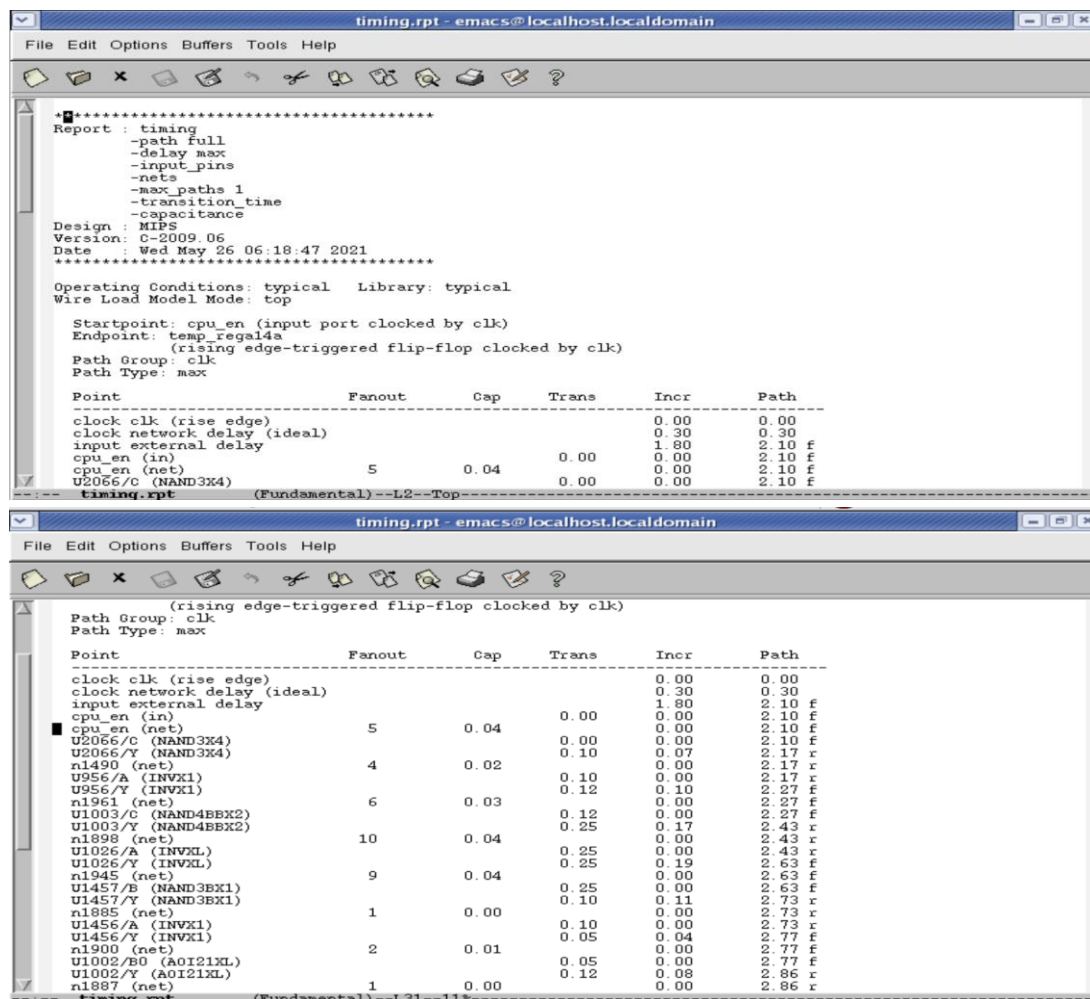 timing.rpt - emacs@localhost.localdomain
File Edit Options Buffers Tools Help
****************************************
Report : timing
-path full
-delay max
-input_pins
-nets
-max_paths 1
-transition_time
-capacitance
Design : MIPS
Version: C-2009.06
Date : Wed May 26 06:18:47 2021
****************************************
Operating Conditions: typical Library: typical
Wire Load Model Mode: top
Startpoint: cpu_en (input port clocked by clk)
Endpoint: temp_rega14a
(rising edge-triggered flip-flop clocked by clk)
Path Group: clk
Path Type: max
Point Fanout Cap Trans Incr Path
clock clk (rise edge) 0.00 0.00
clock network delay (ideal) 0.30 0.30
input external delay 1.80 2.10 f
cpu_en (in) 0.00 0.00 2.10 f
cpu_en (net) 5 0.04 0.00 2.10 f
U2066/C (NAND3X4) 0.00 0.00 2.10 f
--:-- timing.rpt (Fundamental)--L2--Top
timing.rpt - emacs@localhost.localdomain
File Edit Options Buffers Tools Help
(rising edge-triggered flip-flop clocked by clk)
Path Group: clk
Path Type: max
Point Fanout Cap Trans Incr Path
clock clk (rise edge) 0.00 0.00
clock network delay (ideal) 0.30 0.30
input external delay 1.80 2.10 f
cpu_en (in) 0.00 0.00 2.10 f
cpu_en (net) 5 0.04 0.00 2.10 f
U2066/C (NAND3X4) 0.00 0.00 2.10 f
U2066/Y (NAND3X4) 0.10 0.07 2.17 r
n1490 (net) 4 0.02 0.00 2.17 r
U956/A (INVX1) 0.10 0.00 2.17 r
U956/Y (INVX1) 0.12 0.10 2.27 f
n1961 (net) 6 0.03 0.00 2.27 f
U1003/C (NAND4BBX2) 0.12 0.00 2.27 f
U1003/Y (NAND4BBX2) 0.25 0.17 2.43 r
n1898 (net) 10 0.04 0.00 2.43 r
U1026/A (INVXL) 0.25 0.00 2.43 r
U1026/Y (INVXL) 0.25 0.19 2.63 f
n1945 (net) 9 0.04 0.00 2.63 f
U1457/B (NAND3BX1) 0.25 0.00 2.63 f
U1457/Y (NAND3BX1) 0.10 0.11 2.73 r
n1885 (net) 1 0.00 0.00 2.73 r
U1456/A (INVX1) 0.10 0.00 2.73 r
U1456/Y (INVX1) 0.05 0.04 2.77 f
n1900 (net) 2 0.01 0.00 2.77 f
U1002/B0 (AOI21XL) 0.05 0.00 2.77 f
U1002/Y (AOI21XL) 0.12 0.08 2.86 r
n1887 (net) 1 0.00 0.00 2.86 r
--:-- timing.rpt (Fundamental)--L31--11%